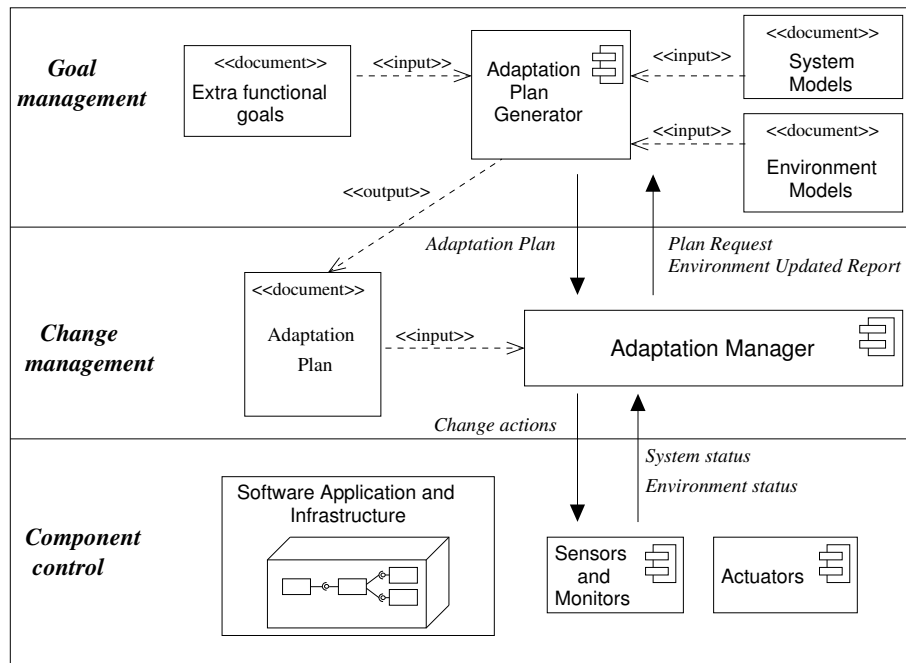 Goal
management
<<document>>
Extra functional
goals
<<input>>
Adaptation
Plan
Generator
<<input>>
<<document>>
System
Models
<<input>>
<<document>>
Environment
Models
<<output>>
Adaptation Plan
Plan Request
Environment Updated Report
Change
management
<<document>>
Adaptation
Plan
<<input>>
Adaptation Manager
Change actions
System status
Environment status
Component
control
Software Application and
Infrastructure
Sensors
and
Monitors
Actuators